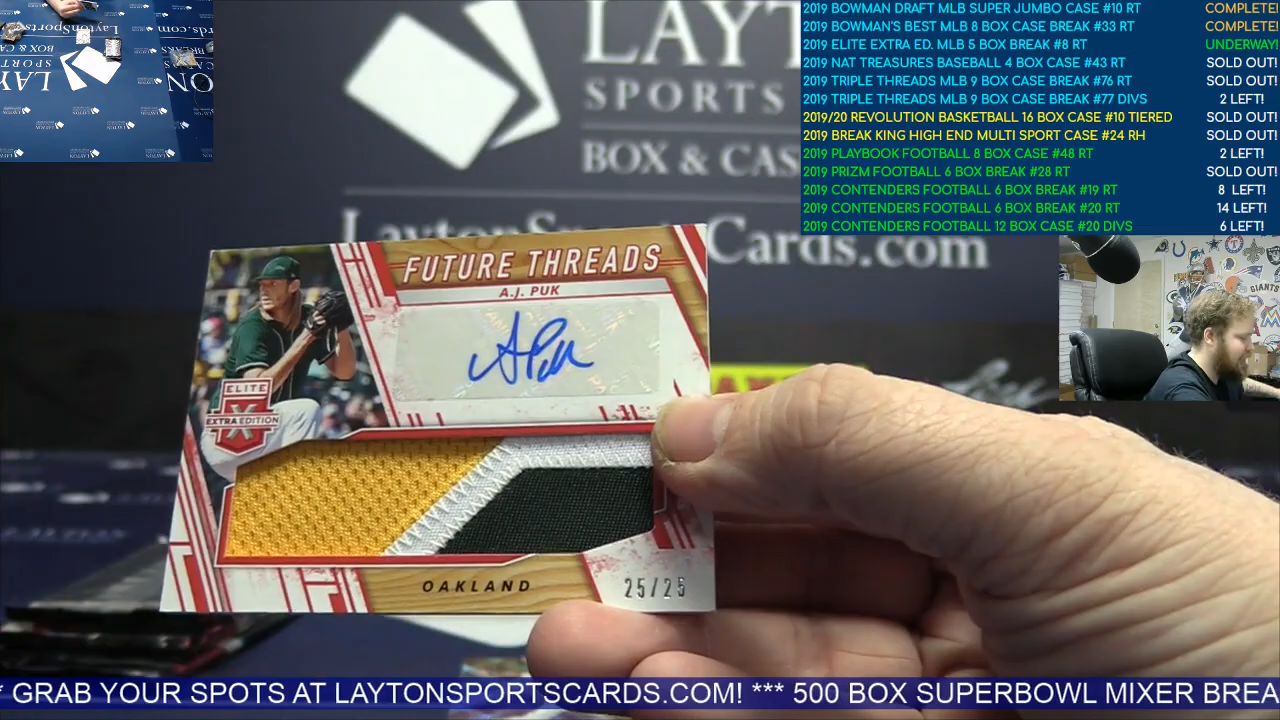 LAYT
SPORTS
BOX & CAS
LaytonSportsCards.com
2019 BOWMAN DRAFT MLB SUPER JUMBO CASE #10 RT COMPLETE!
2019 BOWMAN'S BEST MLB 8 BOX CASE BREAK #33 RT COMPLETE!
2019 ELITE EXTRA ED. MLB 5 BOX BREAK #8 RT UNDERWAY!
2019 NAT TREASURES BASEBALL 4 BOX CASE #43 RT SOLD OUT!
2019 TRIPLE THREADS MLB 9 BOX CASE BREAK #76 RT SOLD OUT!
2019 TRIPLE THREADS MLB 9 BOX CASE BREAK #77 DIVS 2 LEFT!
2019/20 REVOLUTION BASKETBALL 16 BOX CASE #10 TIERED SOLD OUT!
2019 BREAK KING HIGH END MULTI SPORT CASE #24 RH SOLD OUT!
2019 PLAYBOOK FOOTBALL 8 BOX CASE #48 RT 2 LEFT!
2019 PRIZM FOOTBALL 6 BOX BREAK #28 RT SOLD OUT!
2019 CONTENDERS FOOTBALL 6 BOX BREAK #19 RT 8 LEFT!
2019 CONTENDERS FOOTBALL 6 BOX BREAK #20 RT 14 LEFT!
2019 CONTENDERS FOOTBALL 12 BOX CASE #20 DIVS 6 LEFT!
GIANTS
FUTURE THREADS
A.J. PUK
ELITE
EXTRA EDITION
OAKLAND
25/25
* GRAB YOUR SPOTS AT LAYTONSPORTSCARDS.COM! *** 500 BOX SUPERBOWL MIXER BREA